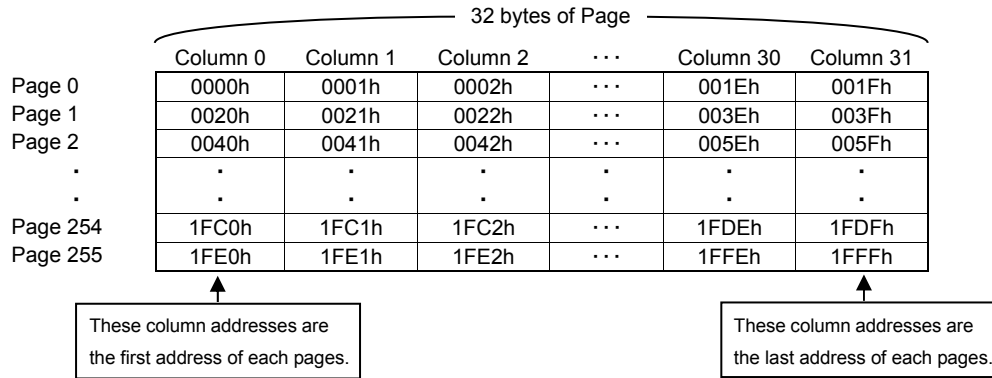 32 bytes of Page
Column 0 Column 1 Column 2 ··· Column 30 Column 31
Page 0 0000h 0001h 0002h ··· 001Eh 001Fh
Page 1 0020h 0021h 0022h ··· 003Eh 003Fh
Page 2 0040h 0041h 0042h ··· 005Eh 005Fh
· · · · · · ·
· · · · · · ·
Page 254 1FC0h 1FC1h 1FC2h ··· 1FDEh 1FDFh
Page 255 1FE0h 1FE1h 1FE2h ··· 1FFEh 1FFFh
These column addresses are
the first address of each pages.
These column addresses are
the last address of each pages.